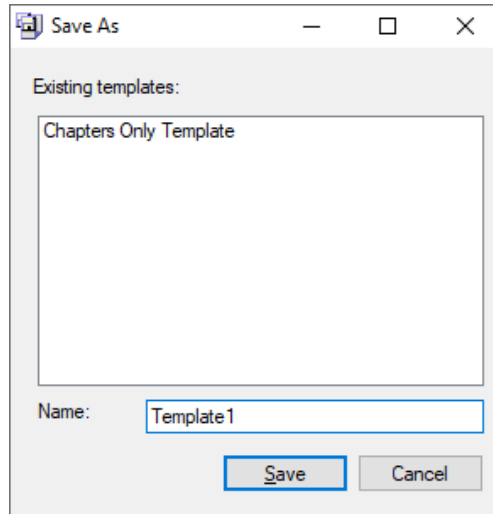 Save As
Existing templates:
Chapters Only Template
Name:
Template1
Save
Cancel